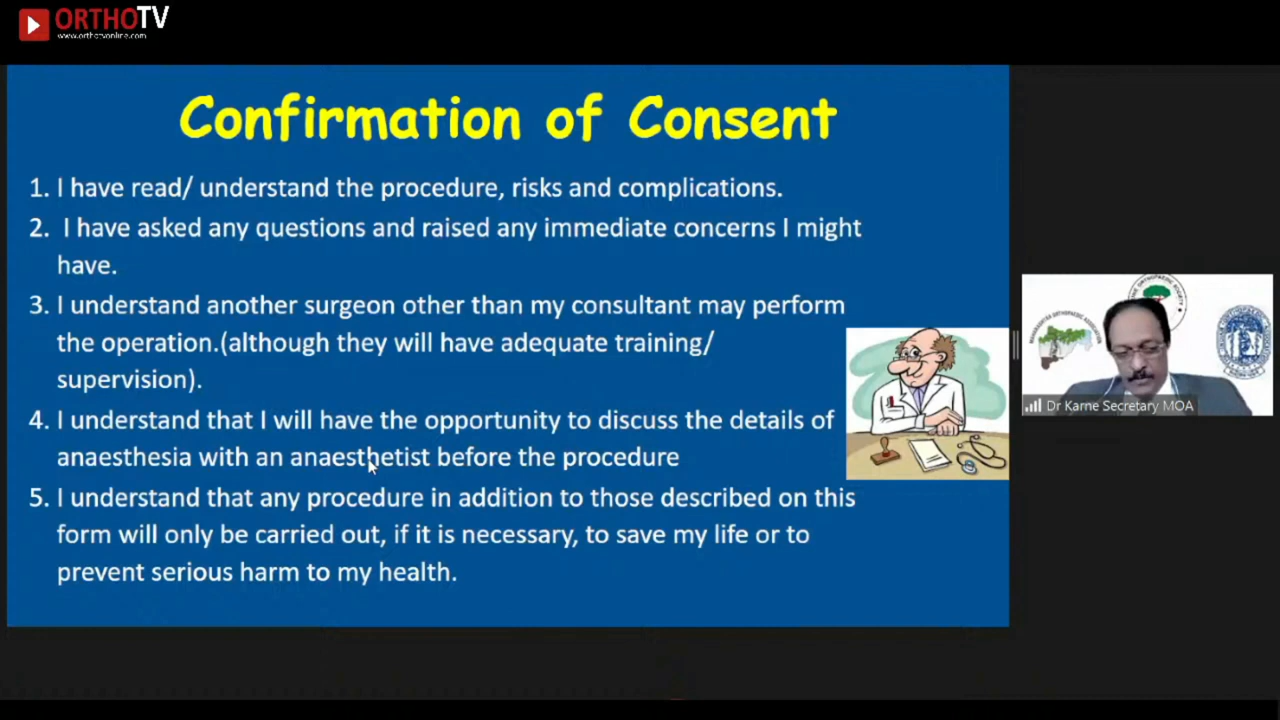 ORTHOTV
www.orthotvonline.com
Confirmation of Consent
1. I have read/ understand the procedure, risks and complications.
2. I have asked any questions and raised any immediate concerns I might
have.
3. I understand another surgeon other than my consultant may perform
the operation.(although they will have adequate training/
supervision).
4. I understand that I will have the opportunity to discuss the details of
anaesthesia with an anaesthetist before the procedure
5. I understand that any procedure in addition to those described on this
form will only be carried out, if it is necessary, to save my life or to
prevent serious harm to my health.
Dr Karne Secretary MOA